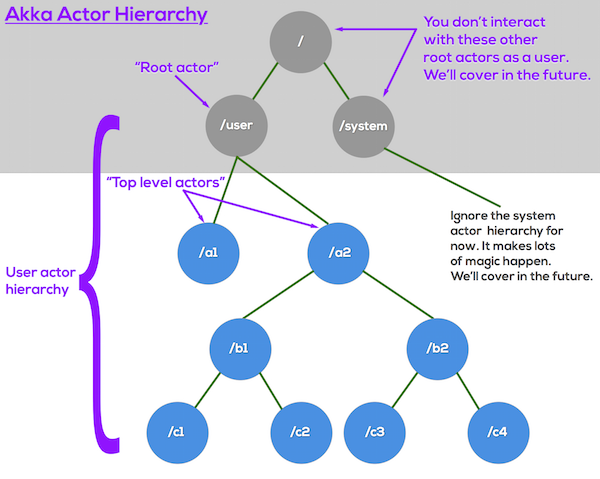 Akka Actor Hierarchy
You don't interact
with these other
root actors as a user.
We'll cover in the future.
/
"Root actor"
/user
/system
"Top level actors"
Ignore the system
actor hierarchy for
now. It makes lots
of magic happen.
We'll cover in the future.
/a1
/a2
User actor
hierarchy
/b1
/b2
/c1
/c2
/c3
/c4